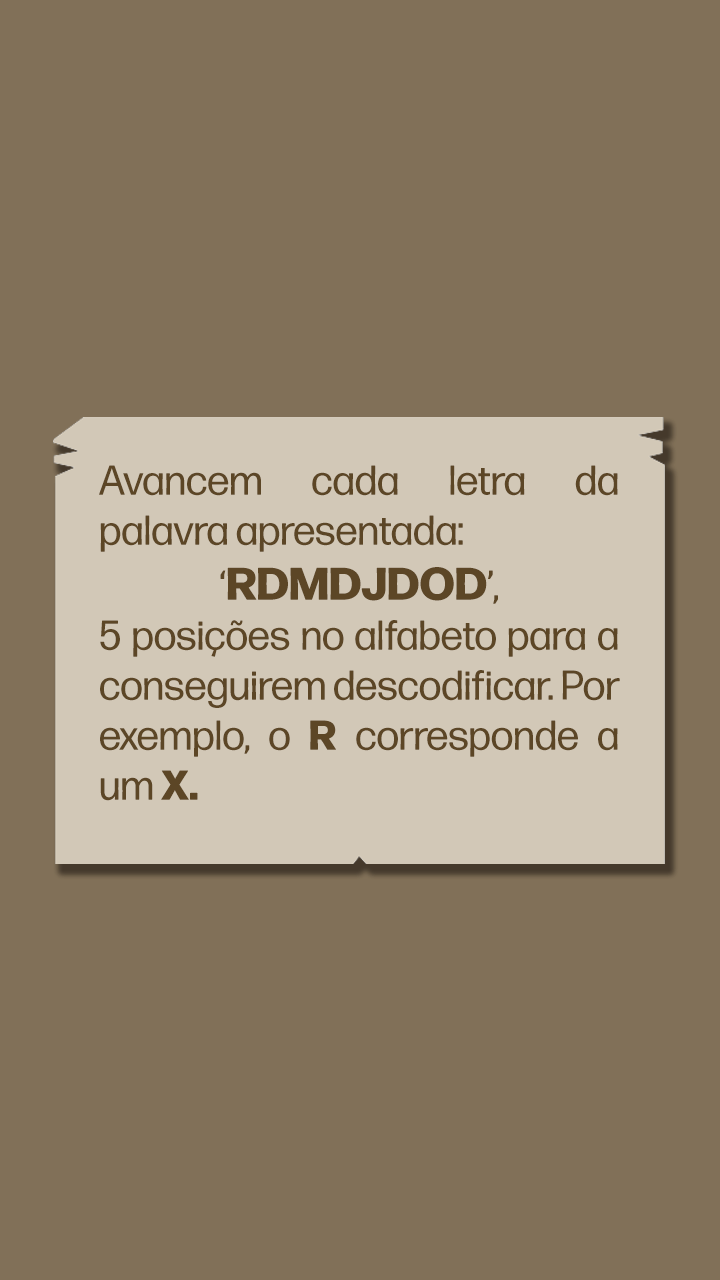 Avancem cada letra da
palavra apresentada:
‘RDMDJDOD’,
5 posições no alfabeto para a
conseguirem descodificar. Por
exemplo, o R corresponde a
um X.